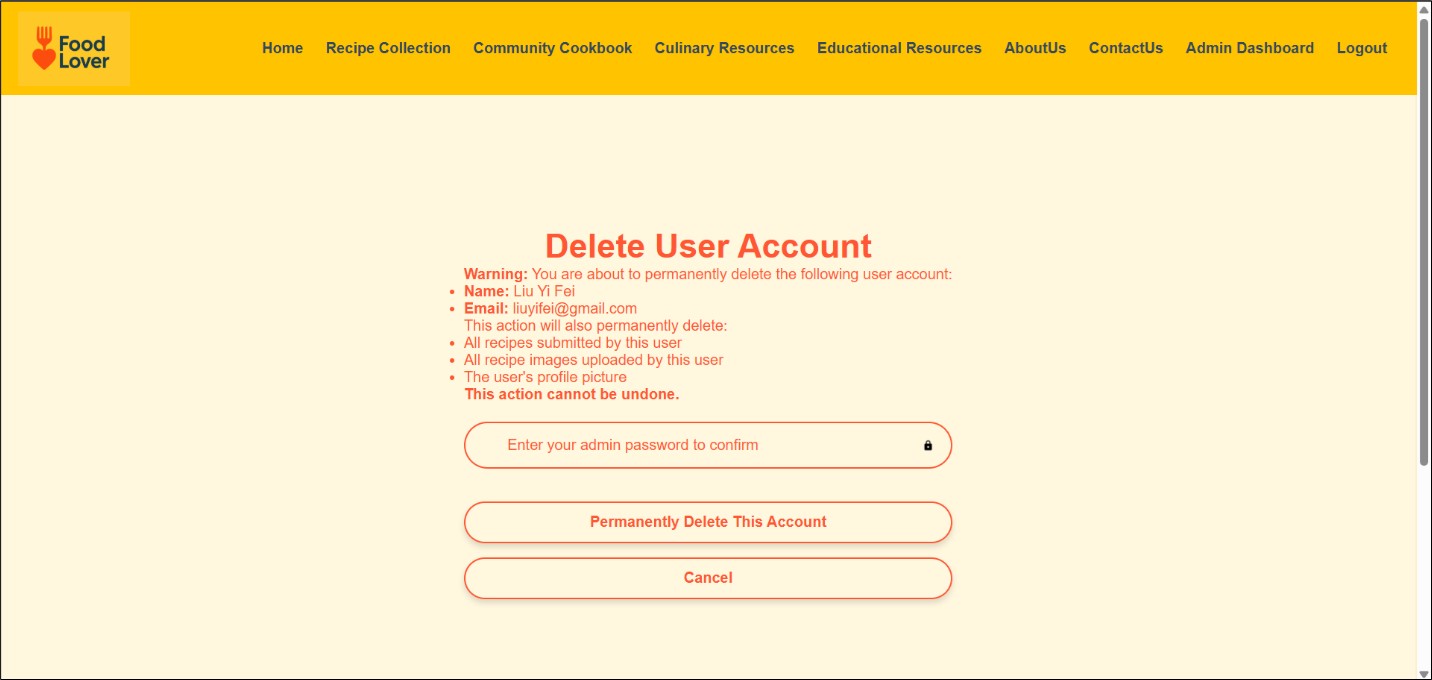 Food
Lover
Home Recipe Collection Community Cookbook Culinary Resources Educational Resources AboutUs ContactUs Admin Dashboard Logout
Delete User Account
Warning: You are about to permanently delete the following user account:
• Name: Liu Yi Fei
• Email: liuyifei@gmail.com
This action will also permanently delete:
• All recipes submitted by this user
• All recipe images uploaded by this user
• The user's profile picture
This action cannot be undone.
Enter your admin password to confirm
Permanently Delete This Account
Cancel